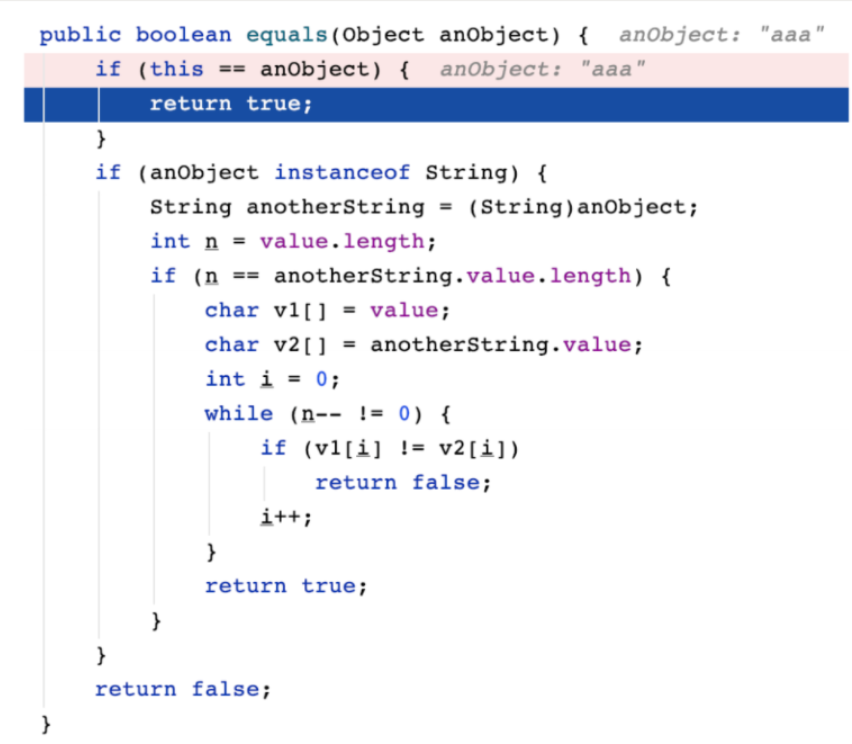 public boolean equals(Object anObject) {  anObject: "aaa"
    if (this == anObject) {  anObject: "aaa"
        return true;
    }
    if (anObject instanceof String) {
        String anotherString = (String)anObject;
        int n = value.length;
        if (n == anotherString.value.length) {
            char v1[] = value;
            char v2[] = anotherString.value;
            int i = 0;
            while (n-- != 0) {
                if (v1[i] != v2[i])
                    return false;
                i++;
            }
            return true;
        }
    }
    return false;
}